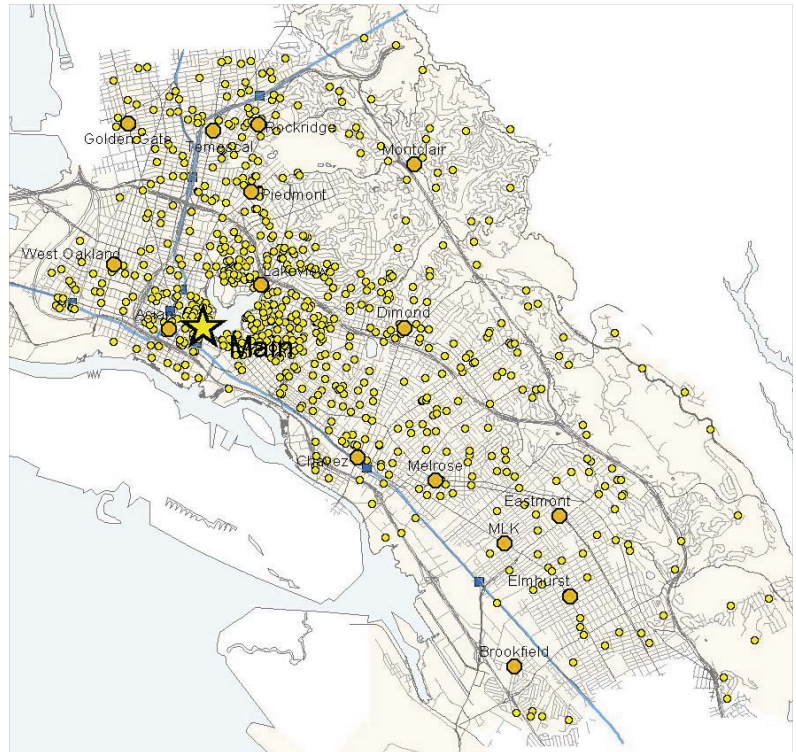 Golden Gate
Temescal
Rockridge
Montclair
Piedmont
West Oakland
Lakeview
Asian
Main
Dimond
Chavez
Melrose
Eastmont
MLK
Elmhurst
Brookfield